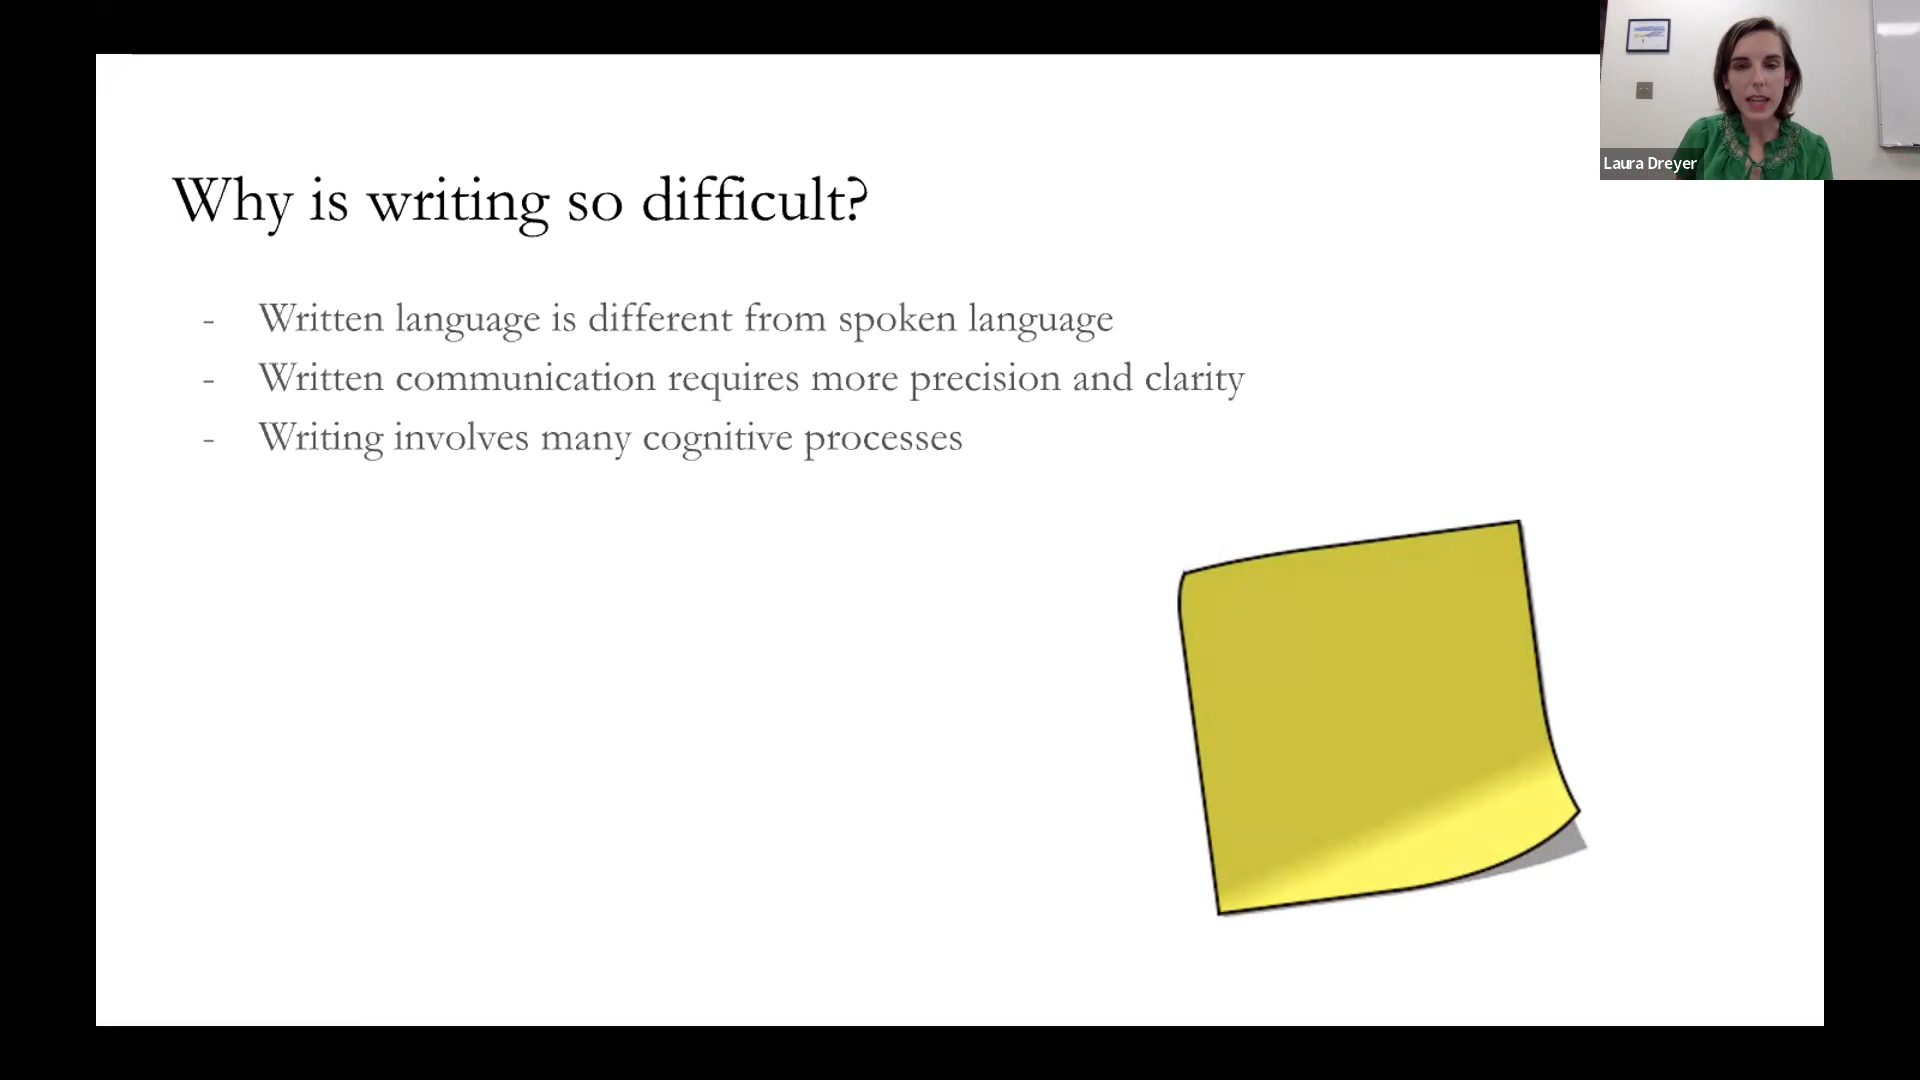 Why is writing so difficult?
- Written language is different from spoken language
- Written communication requires more precision and clarity
- Writing involves many cognitive processes
Laura Dreyer